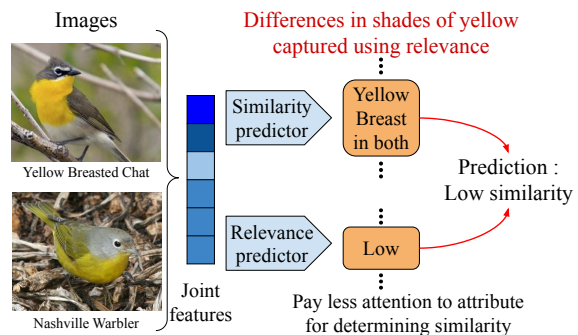 Images
Differences in shades of yellow
captured using relevance
Yellow Breasted Chat
Nashville Warbler
Joint
features
Similarity
predictor
Relevance
predictor
Yellow
Breast
in both
Low
Prediction :
Low similarity
Pay less attention to attribute
for determining similarity